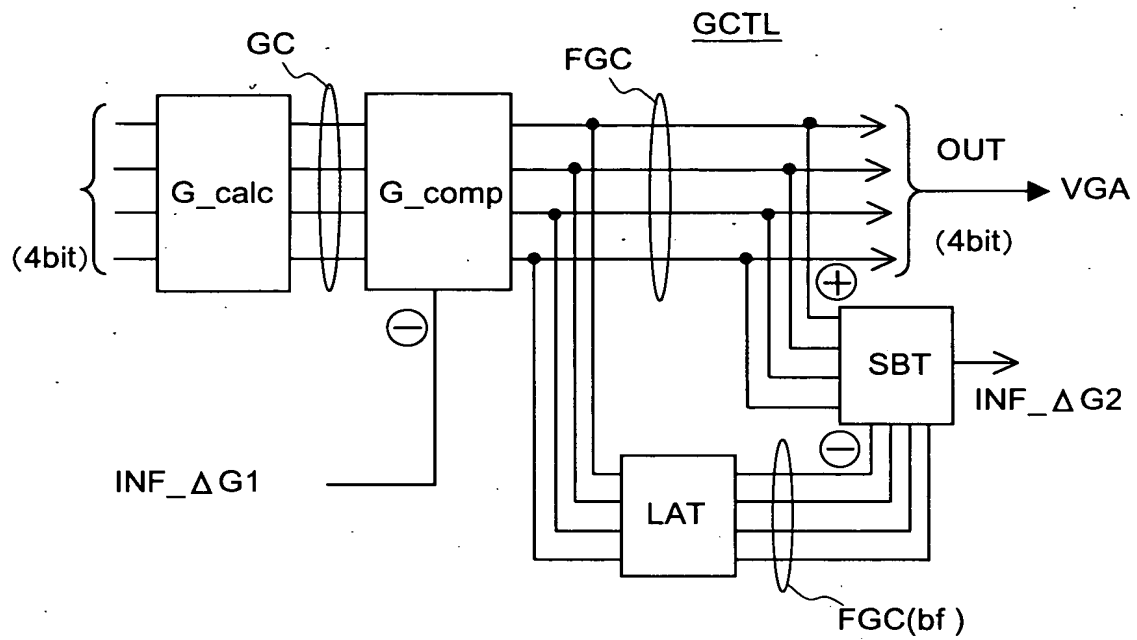 GCTL
GC
FGC
G_calc
G_comp
OUT
VGA
(4bit)
(4bit)
+
−
SBT
INF_ΔG2
INF_ΔG1
−
LAT
FGC(bf)